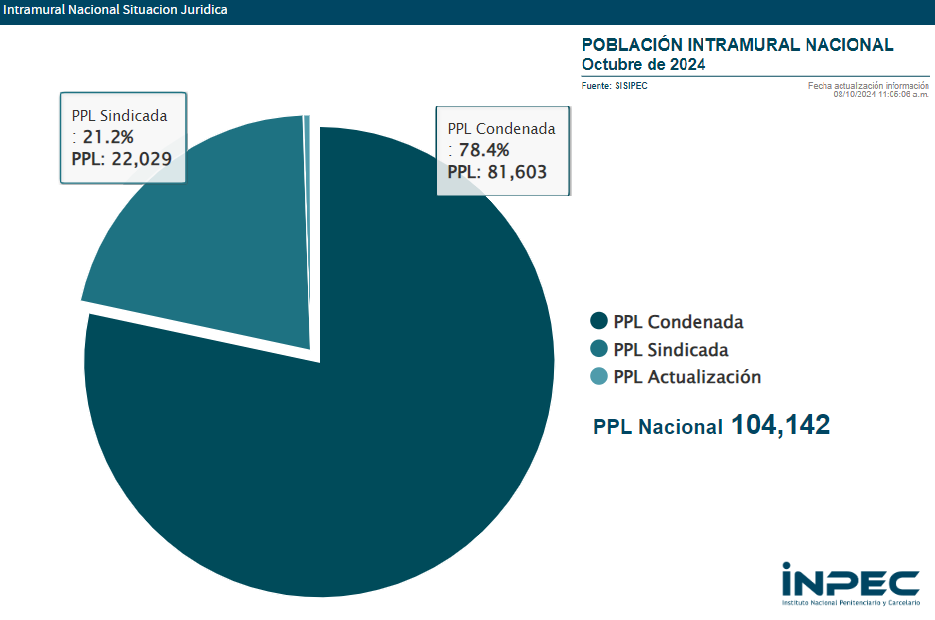 Intramural Nacional Situacion Juridica
POBLACIÓN INTRAMURAL NACIONAL
Octubre de 2024
Fuente: SISIPEC
Fecha actualización información
08/10/2024 11:05:06 a.m.
PPL Sindicada
: 21.2%
PPL: 22,029
PPL Condenada
: 78.4%
PPL: 81,603
PPL Condenada
PPL Sindicada
PPL Actualización
PPL Nacional 104,142
INPEC
Instituto Nacional Penitenciario y Carcelario